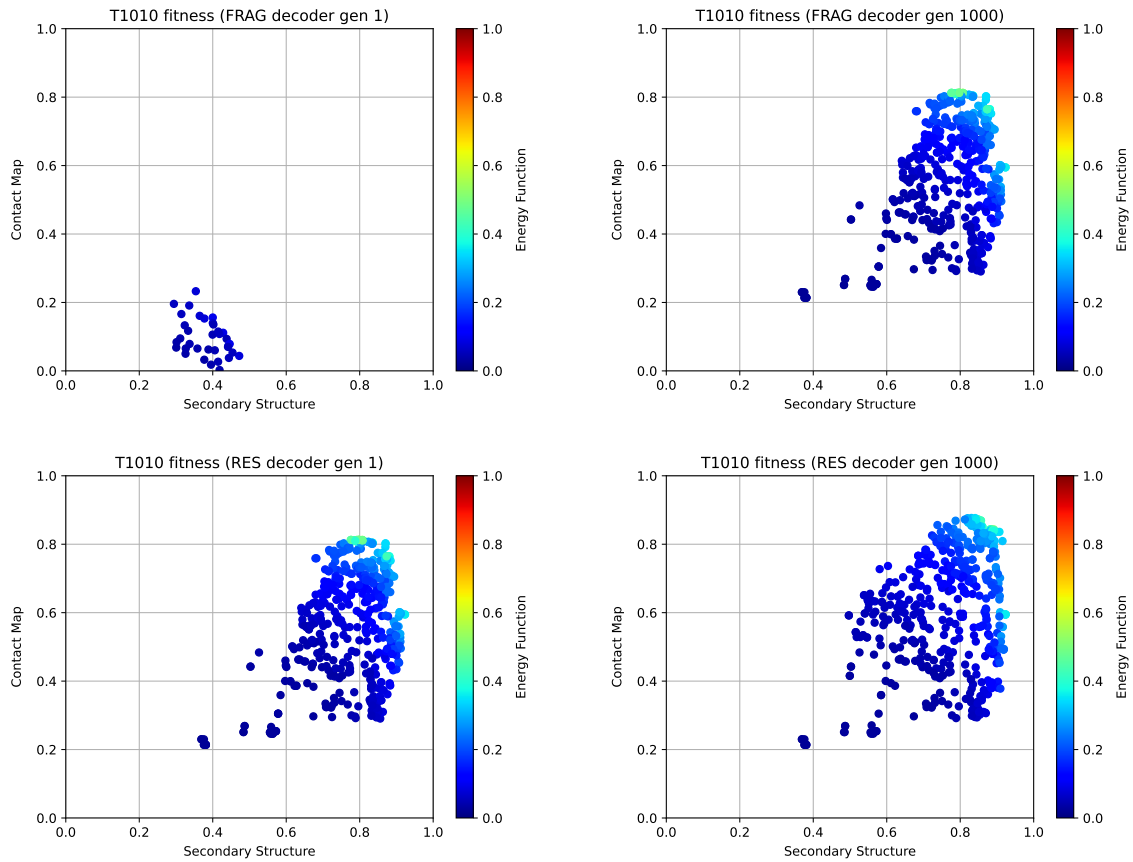 T1010 fitness (FRAG decoder gen 1)
1.0
0.8
0.6
0.4
0.2
0.0
Contact Map
0.0 0.2 0.4 0.6 0.8 1.0
Secondary Structure
1.0
0.8
0.6
0.4
0.2
0.0
Energy Function
T1010 fitness (FRAG decoder gen 1000)
1.0
0.8
0.6
0.4
0.2
0.0
Contact Map
0.0 0.2 0.4 0.6 0.8 1.0
Secondary Structure
1.0
0.8
0.6
0.4
0.2
0.0
Energy Function
T1010 fitness (RES decoder gen 1)
1.0
0.8
0.6
0.4
0.2
0.0
Contact Map
0.0 0.2 0.4 0.6 0.8 1.0
Secondary Structure
1.0
0.8
0.6
0.4
0.2
0.0
Energy Function
T1010 fitness (RES decoder gen 1000)
1.0
0.8
0.6
0.4
0.2
0.0
Contact Map
0.0 0.2 0.4 0.6 0.8 1.0
Secondary Structure
1.0
0.8
0.6
0.4
0.2
0.0
Energy Function